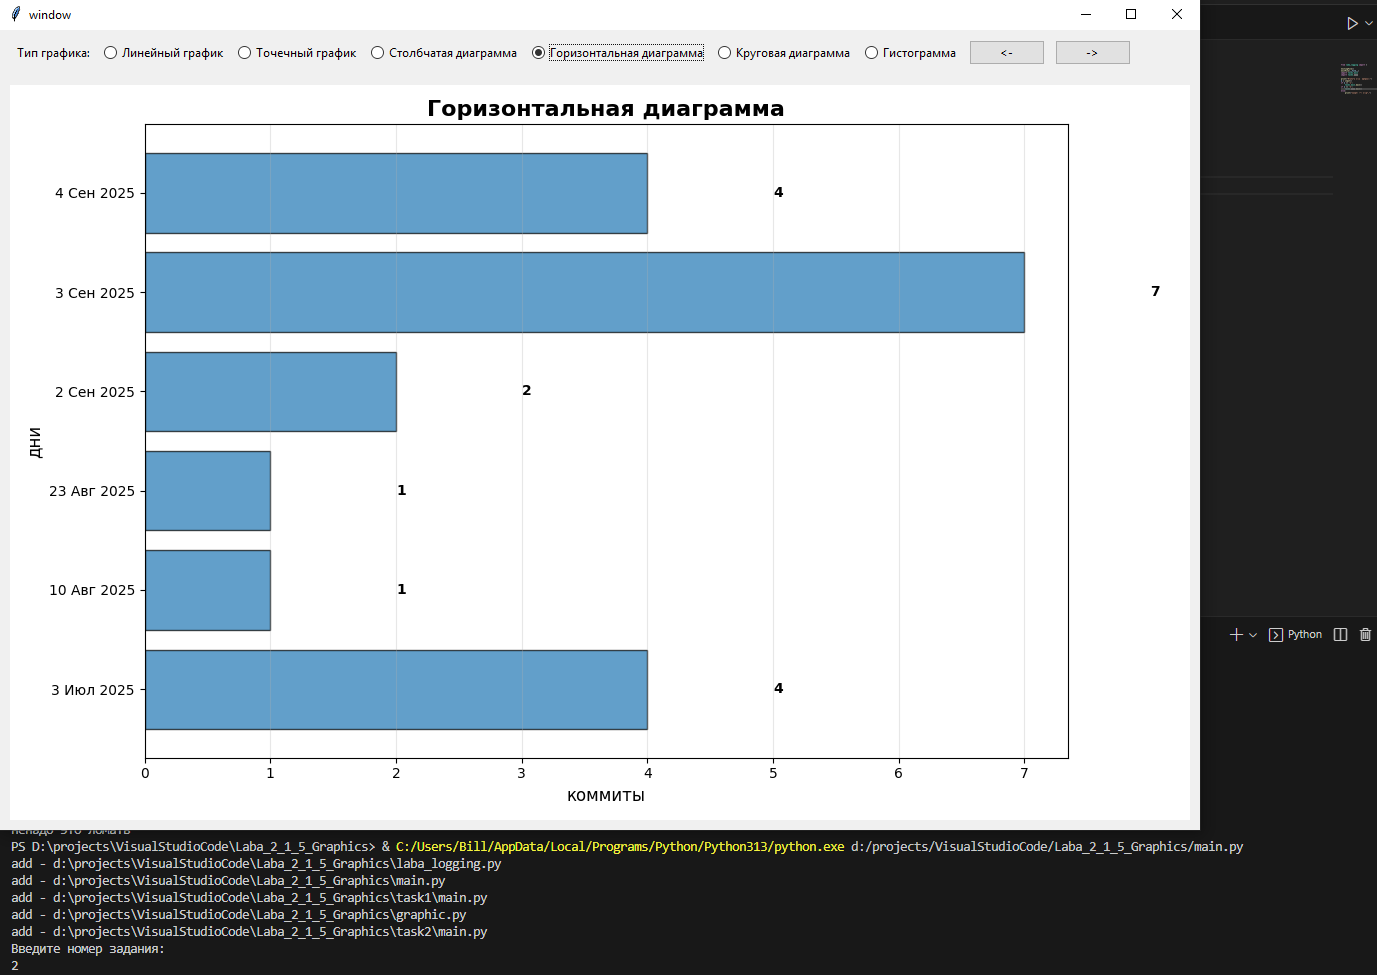 window
Тип графика: Линейный график Точечный график Столбчатая диаграмма Горизонтальная диаграмма Круговая диаграмма Гистограмма <- ->
Горизонтальная диаграмма
4 Сен 2025 4
3 Сен 2025 7
2 Сен 2025 2
дни
23 Авг 2025 1
10 Авг 2025 1
3 Июл 2025 4
0 1 2 3 4 5 6 7
коммиты
Python
PS D:\projects\VisualStudioCode\Laba_2_1_5_Graphics> & C:/Users/Bill/AppData/Local/Programs/Python/Python313/python.exe d:/projects/VisualStudioCode/Laba_2_1_5_Graphics/main.py
add - d:\projects\VisualStudioCode\Laba_2_1_5_Graphics\laba_logging.py
add - d:\projects\VisualStudioCode\Laba_2_1_5_Graphics\main.py
add - d:\projects\VisualStudioCode\Laba_2_1_5_Graphics\task1\main.py
add - d:\projects\VisualStudioCode\Laba_2_1_5_Graphics\graphic.py
add - d:\projects\VisualStudioCode\Laba_2_1_5_Graphics\task2\main.py
Введите номер задания:
2